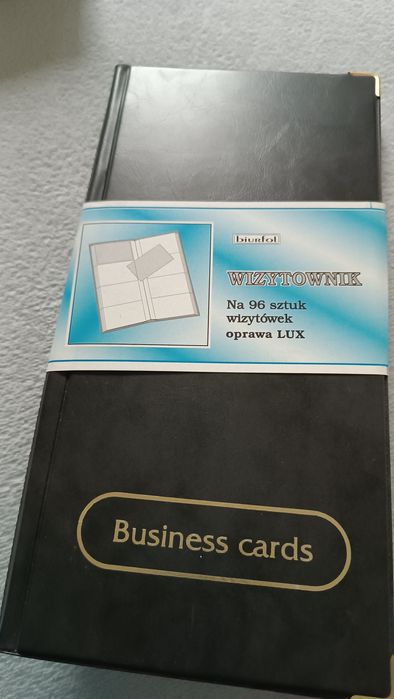 biurfol
WIZYTOWNIK
Na 96 sztuk
wizytówek
oprawa LUX
Business cards